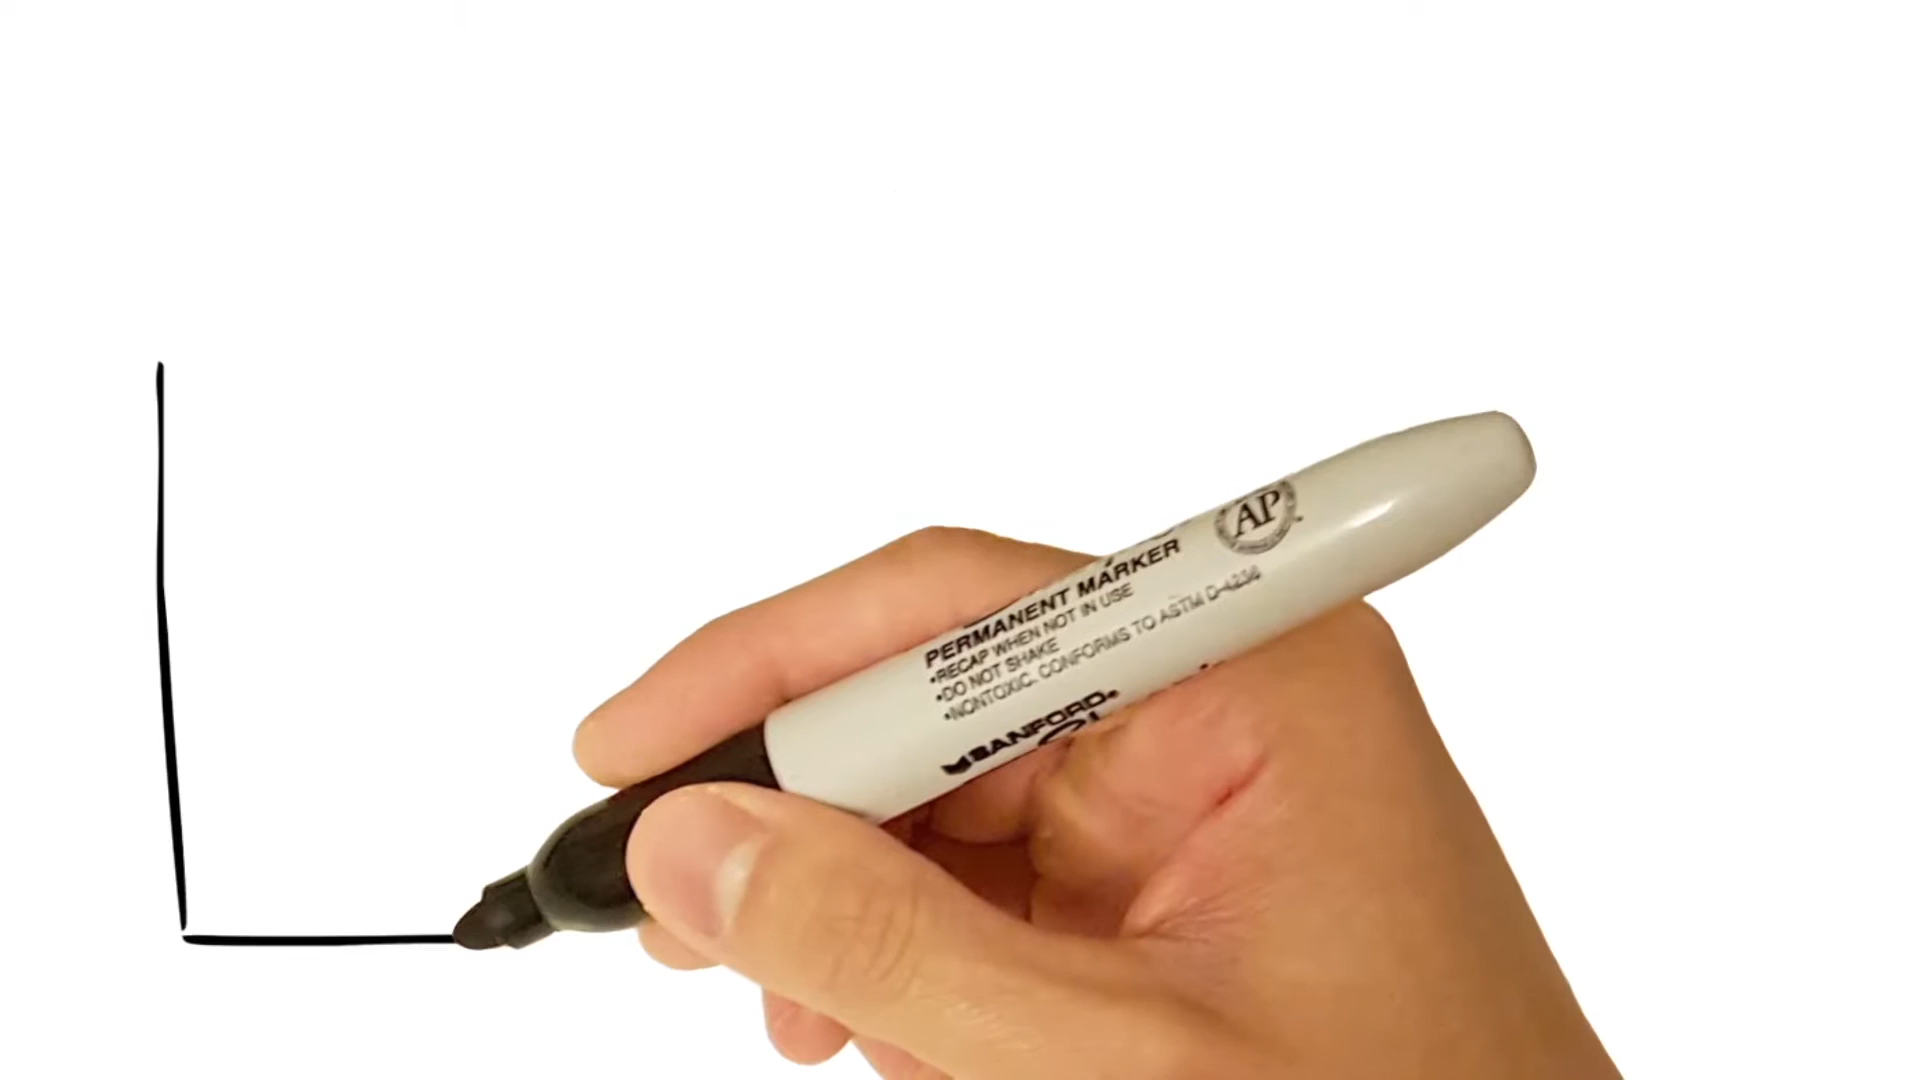 AP
PERMANENT MARKER
•RECAP WHEN NOT IN USE
•DO NOT SHAKE
•NONTOXIC. CONFORMS TO ASTM D-4236
SANFORD®